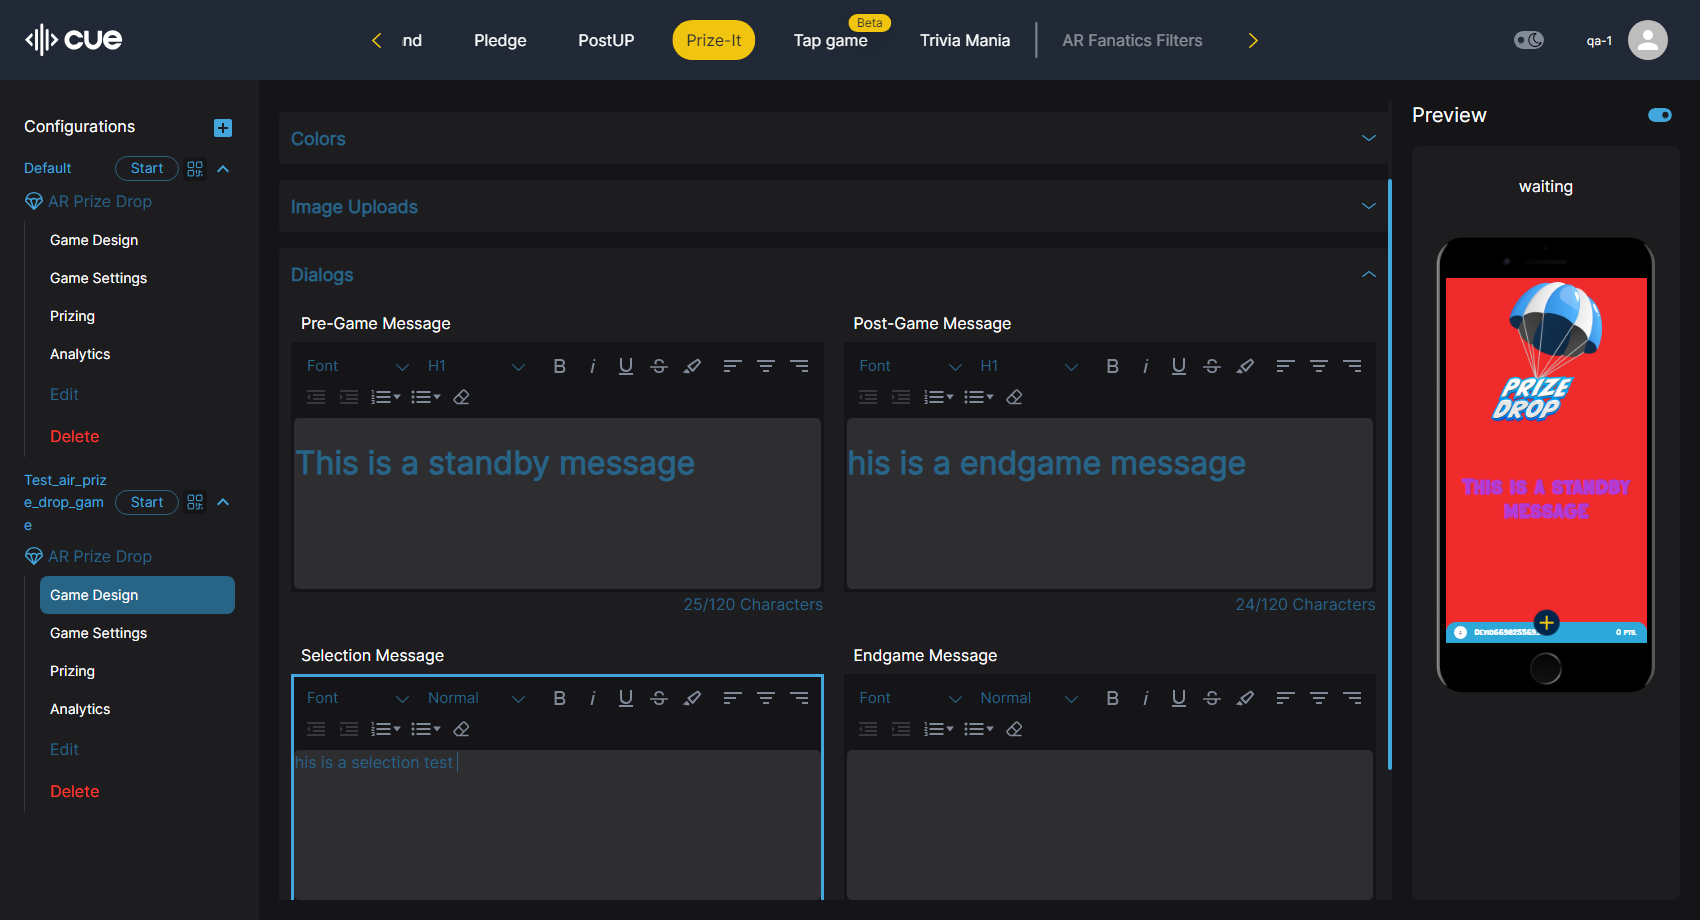 cue
nd
Pledge
PostUP
Prize-It
Tap game
Beta
Trivia Mania
AR Fanatics Filters
qa-1
Configurations
Default
Start
AR Prize Drop
Game Design
Game Settings
Prizing
Analytics
Edit
Delete
Test_air_priz
e_drop_gam
e
Start
AR Prize Drop
Game Design
Game Settings
Prizing
Analytics
Edit
Delete
Colors
Image Uploads
Dialogs
Pre-Game Message
Font H1
This is a standby message
25/120 Characters
Post-Game Message
Font H1
his is a endgame message
24/120 Characters
Selection Message
Font Normal
his is a selection test
Endgame Message
Font Normal
Preview
waiting
PRIZE
DROP
This is a standby
message
0 pts.